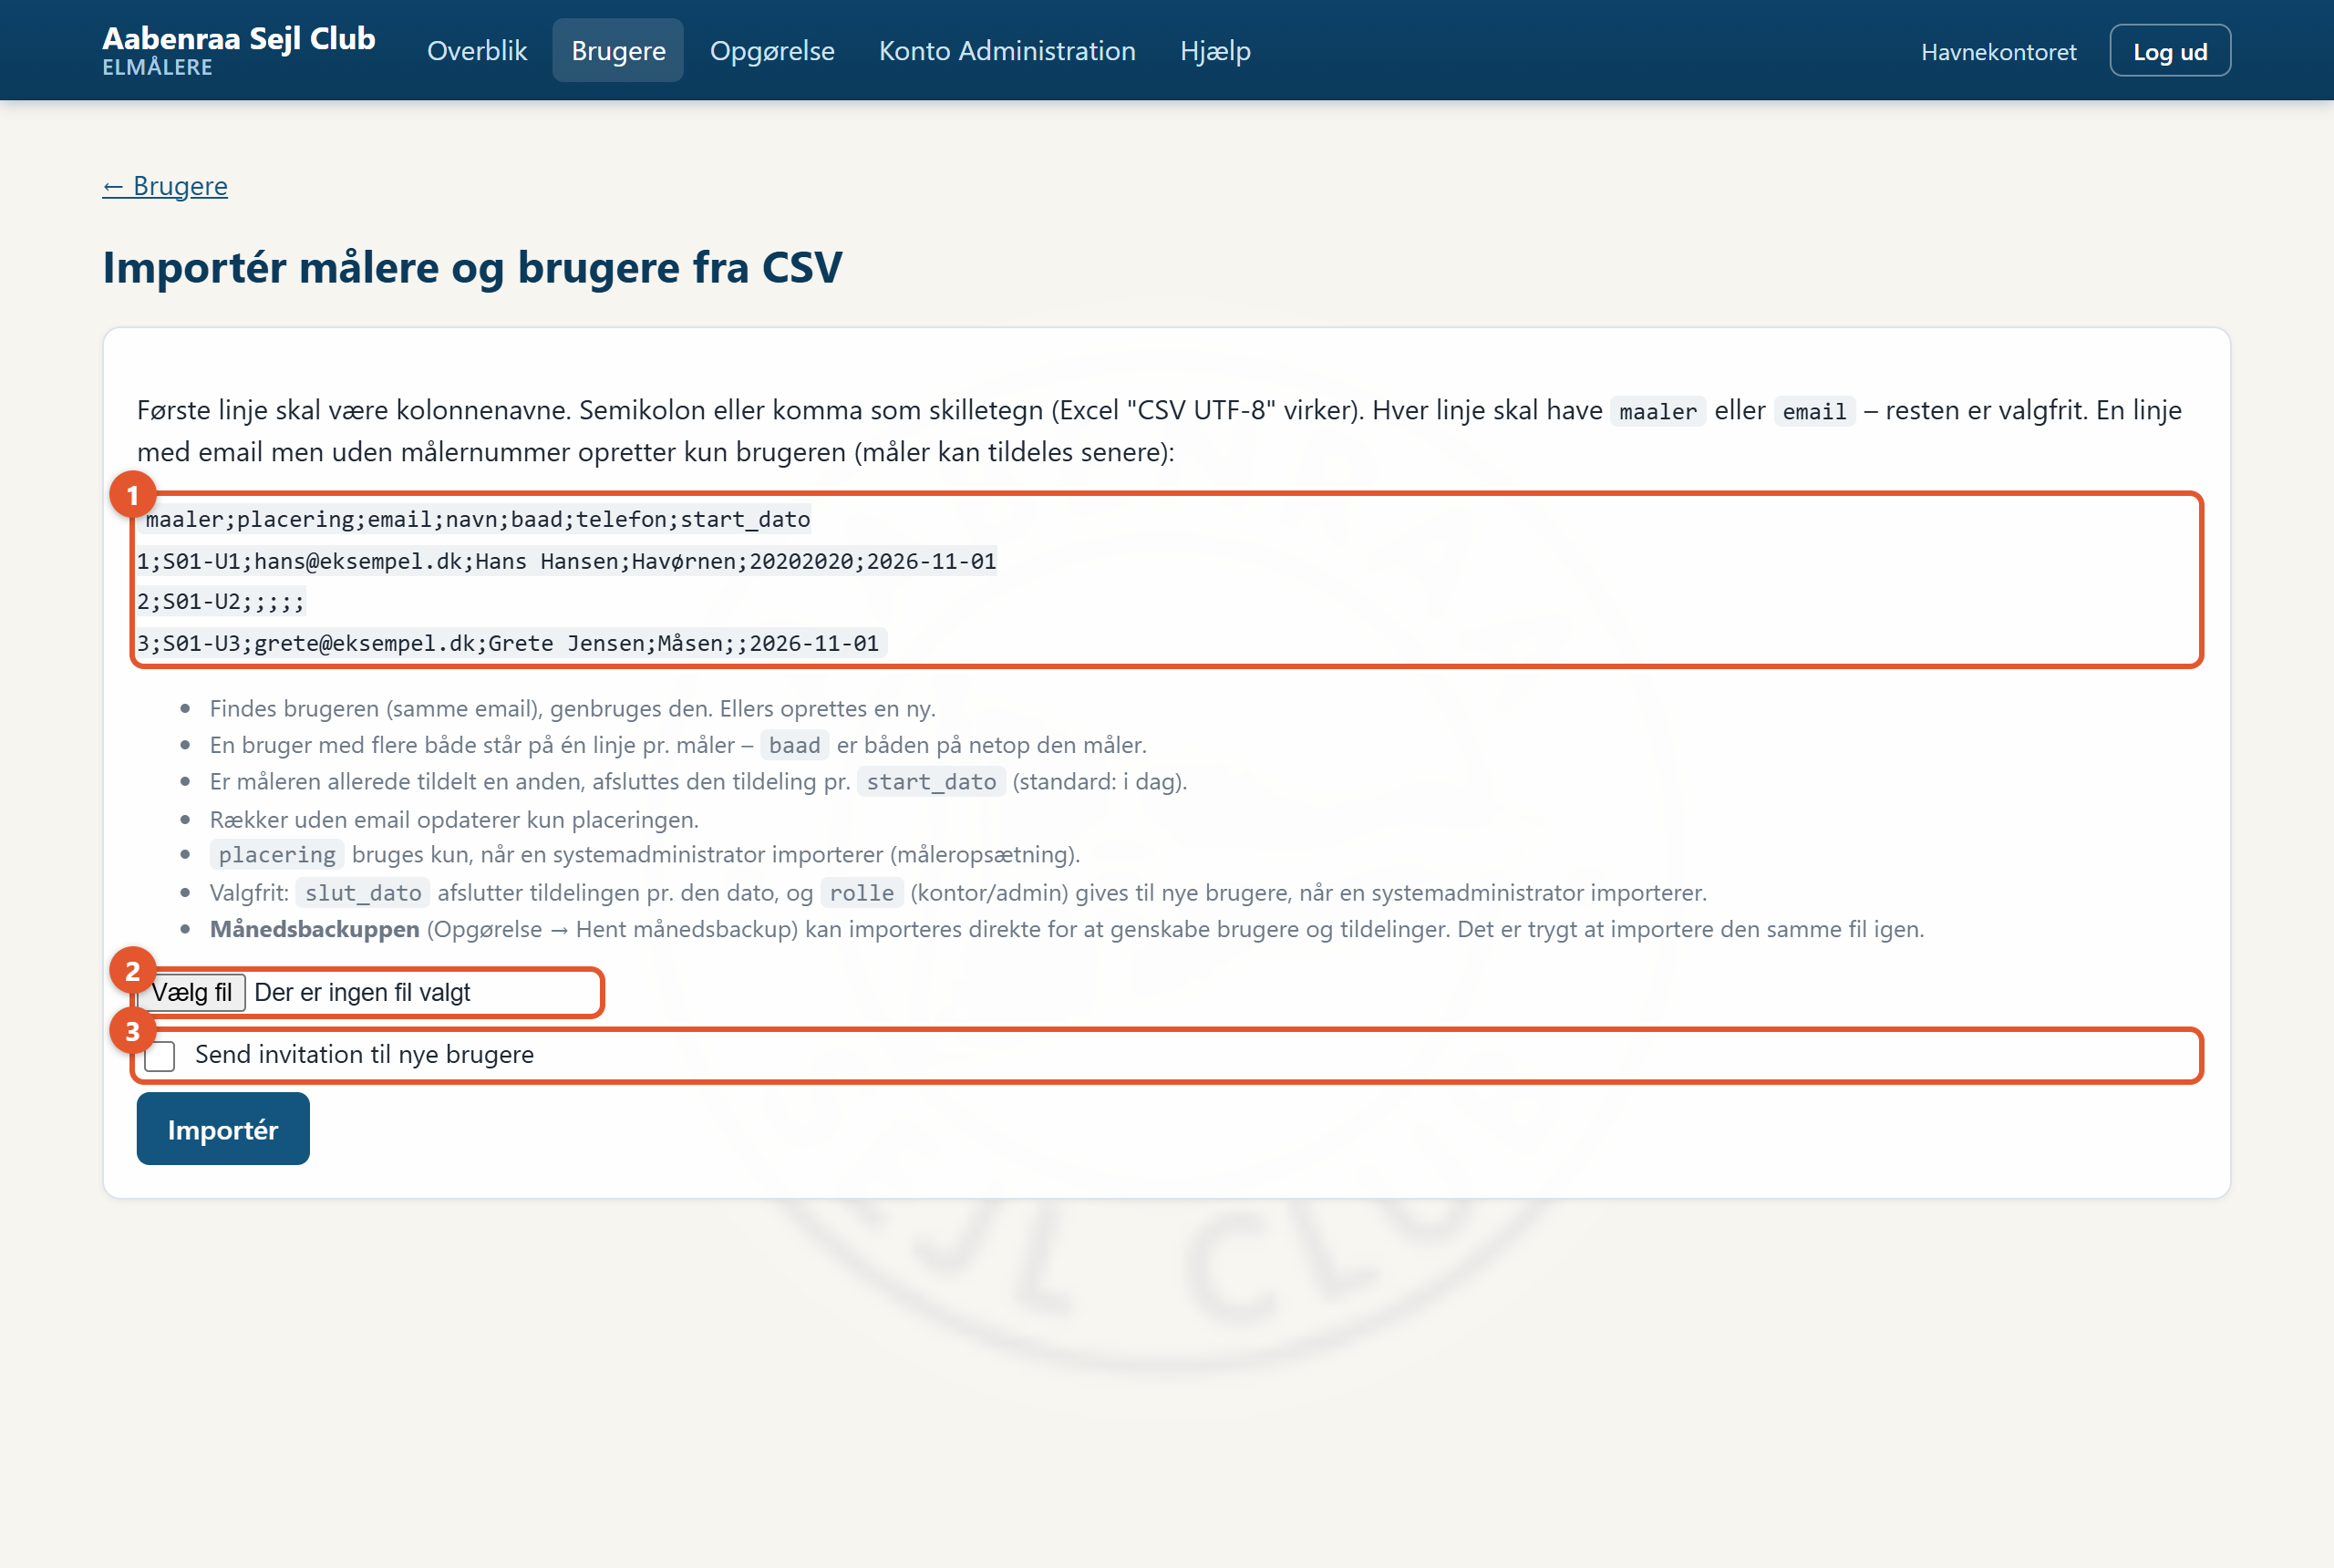 Aabenraa Sejl Club
ELMÅLERE
Overblik
Brugere
Opgørelse
Konto Administration
Hjælp
Havnekontoret
Log ud
← Brugere
Importér målere og brugere fra CSV
Første linje skal være kolonnenavne. Semikolon eller komma som skilletegn (Excel "CSV UTF-8" virker). Hver linje skal have maaler eller email – resten er valgfrit. En linje
med email men uden målernummer opretter kun brugeren (måler kan tildeles senere):
1
maaler;placering;email;navn;baad;telefon;start_dato
1;S01-U1;hans@eksempel.dk;Hans Hansen;Havørnen;20202020;2026-11-01
2;S01-U2;;;;;
3;S01-U3;grete@eksempel.dk;Grete Jensen;Måsen;;2026-11-01
• Findes brugeren (samme email), genbruges den. Ellers oprettes en ny.
• En bruger med flere både står på én linje pr. måler – baad er båden på netop den måler.
• Er måleren allerede tildelt en anden, afsluttes den tildeling pr. start_dato (standard: i dag).
• Rækker uden email opdaterer kun placeringen.
• placering bruges kun, når en systemadministrator importerer (måleropsætning).
• Valgfrit: slut_dato afslutter tildelingen pr. den dato, og rolle (kontor/admin) gives til nye brugere, når en systemadministrator importerer.
• Månedsbackuppen (Opgørelse → Hent månedsbackup) kan importeres direkte for at genskabe brugere og tildelinger. Det er trygt at importere den samme fil igen.
2
Vælg fil Der er ingen fil valgt
3
Send invitation til nye brugere
Importér
EJL CLUB